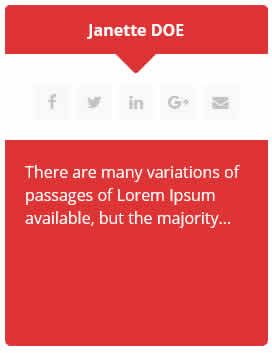 Janette DOE
There are many variations of
passages of Lorem Ipsum
available, but the majority...